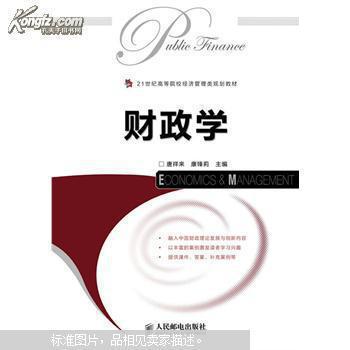 Kongfz.com
孔夫子旧书网
Public Finance
21世纪高等院校经济管理类规划教材
财政学
唐祥来 康锋莉 主编
ECONOMICS & MANAGEMENT
• 融入中国财政理论发展与创新内容
• 以丰富的案例激发读者学习兴趣
• 提供课件、答案、补充案例等
人民邮电出版社
标准图片，品相见卖家描述。